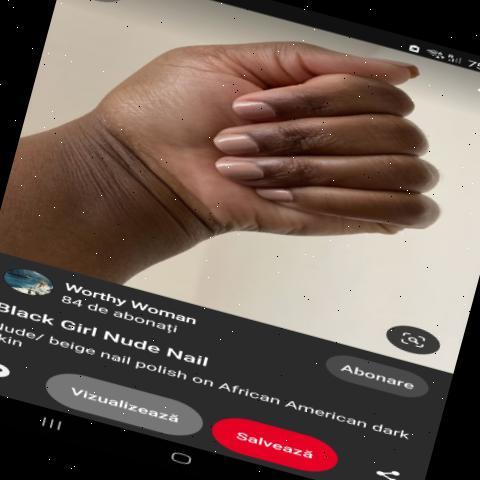 Worthy Woman
84 de abonați
Black Girl Nude Nail
Nude/ beige nail polish on African American dark
kin
Abonare
Vizualizează
Salvează